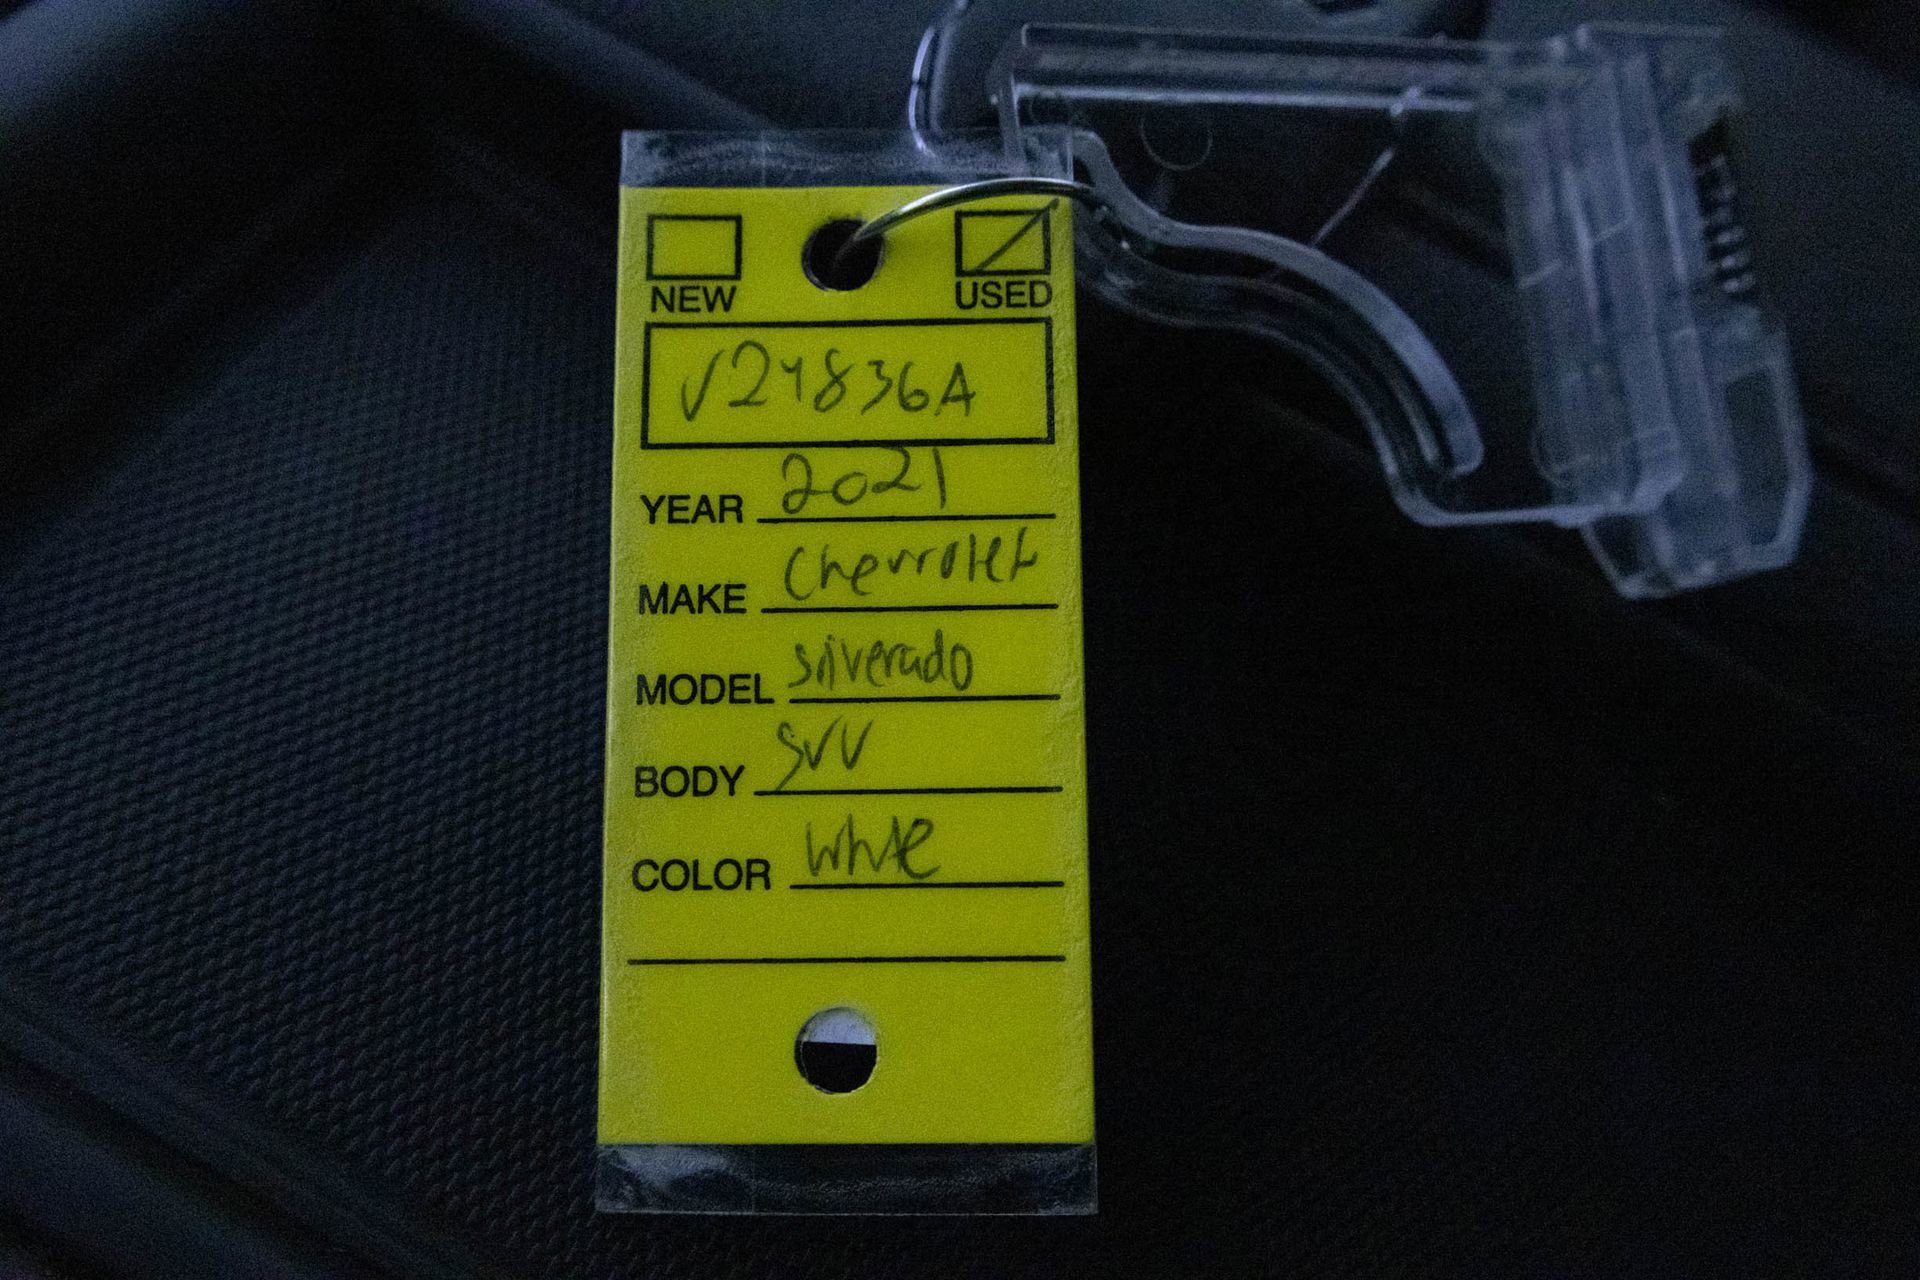 NEW USED
V24836A
YEAR 2021
MAKE Chevrolet
MODEL Silverado
BODY SUV
COLOR White